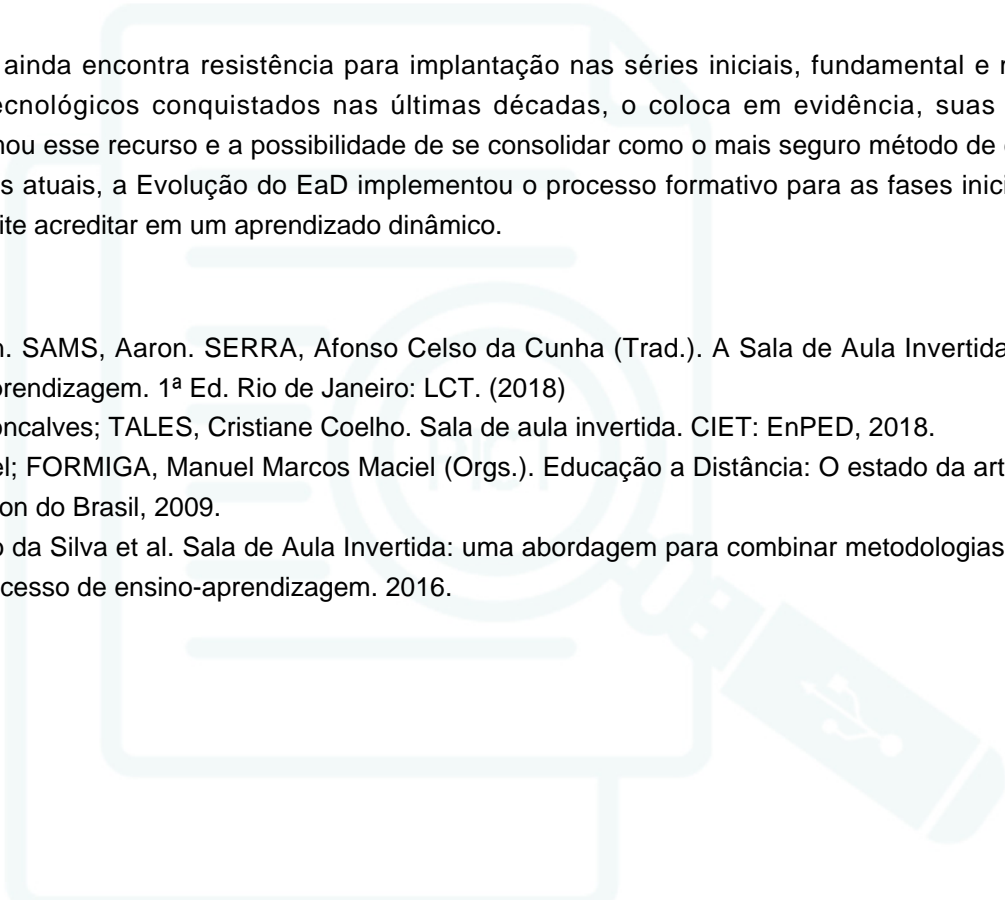 ainda encontra resistência para implantação nas séries iniciais, fundamental e
ecnológicos conquistados nas últimas décadas, o coloca em evidência, suas
nou esse recurso e a possibilidade de se consolidar como o mais seguro método de
s atuais, a Evolução do EaD implementou o processo formativo para as fases inici
ite acreditar em um aprendizado dinâmico.
n. SAMS, Aaron. SERRA, Afonso Celso da Cunha (Trad.). A Sala de Aula Invertida
prendizagem. 1ª Ed. Rio de Janeiro: LCT. (2018)
oncalves; TALES, Cristiane Coelho. Sala de aula invertida. CIET: EnPED, 2018.
el; FORMIGA, Manuel Marcos Maciel (Orgs.). Educação a Distância: O estado da art
on do Brasil, 2009.
o da Silva et al. Sala de Aula Invertida: uma abordagem para combinar metodologias
cesso de ensino-aprendizagem. 2016.